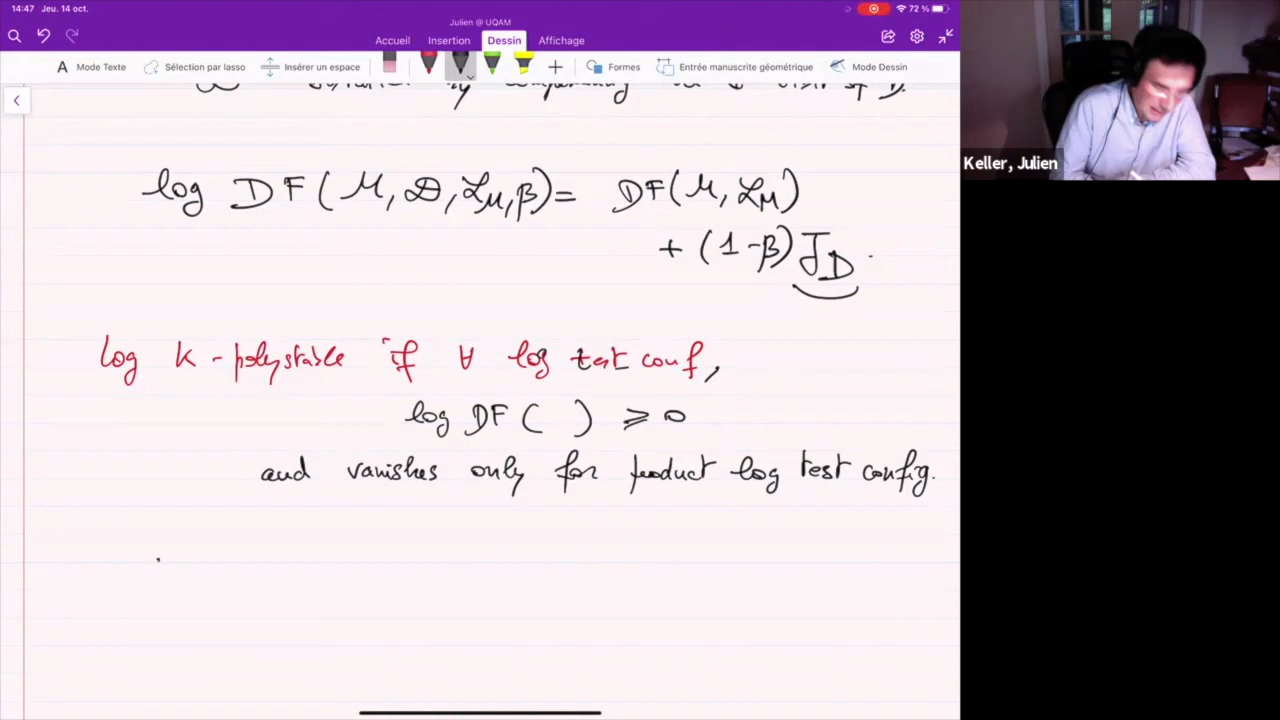 14:47 Jeu. 14 oct.
72 %
Julien @ UQAM
Accueil Insertion Dessin Affichage
A Mode Texte Sélection par lasso Insérer un espace Formes Entrée manuscrite géométrique Mode Dessin
Keller, Julien
by comparing
log DF(M, D, L_M, β) = DF(M, L_M)
+ (1-β) J_D.
log K-polystable if ∀ log test conf,
log DF( ) ⩾ 0
and vanishes only for product log test config.